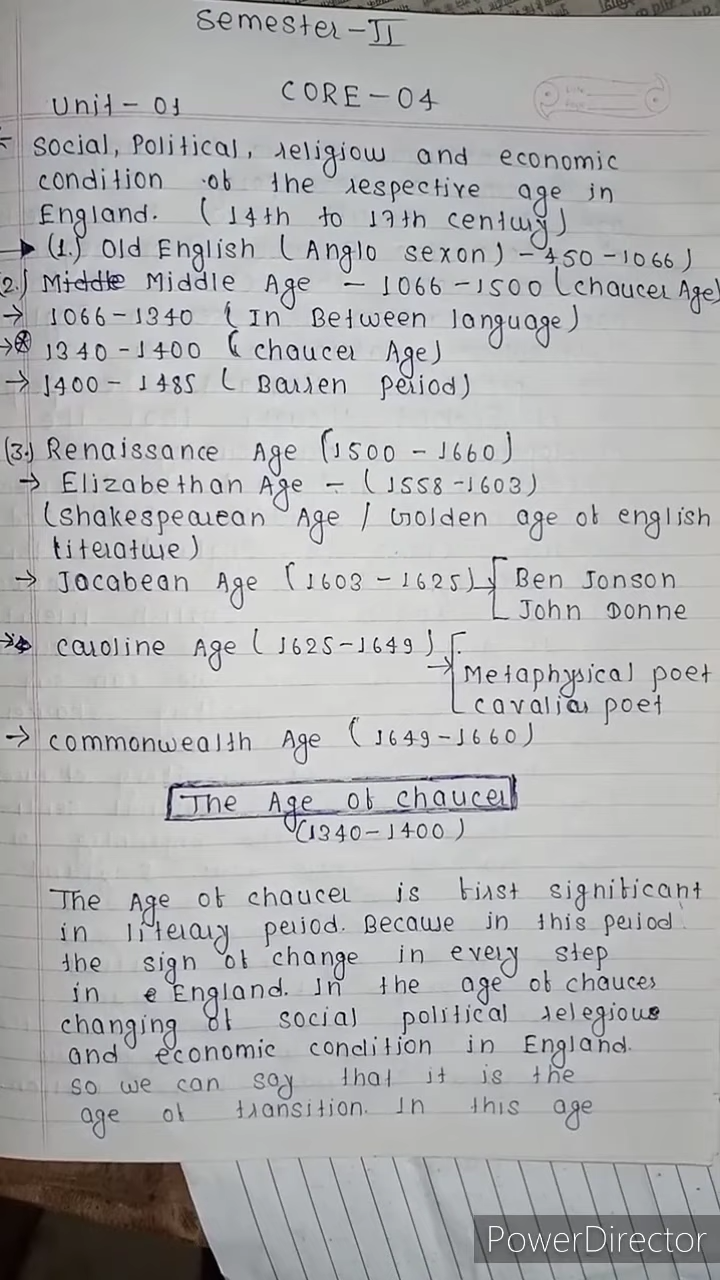 Semester - II
CORE - 04
Unit - 01
Social, Political, religiou and economic
condition of the respective age in
England. (14th to 17th century)
(1.) Old English (Anglo sexon) - 450 - 1066)
(2.) Middle Middle Age - 1066 - 1500 (Chaucer Age)
→ 1066 - 1340 (In Between language)
→ 1340 - 1400 (Chaucer Age)
→ 1400 - 1485 (Barren Period)
(3.) Renaissance Age (1500 - 1660)
→ Elizabethan Age - (1558 - 1603)
(Shakespearean Age / Golden age of english
literature)
→ Jacabean Age (1603 - 1625) → Ben Jonson
John Donne
→ Caroline Age (1625 - 1649)
→ Metaphysical poet
cavaliar poet
→ Commonwealth Age (1649 - 1660)
The Age of Chaucer
(1340 - 1400)
The Age of chaucer is first significant
in literary period. Because in this period
the sign of change in every step
in England. In the age of chaucer
changing of social political relegious
and economic condition in England.
so we can say that it is the
age of transition. In this age
PowerDirector